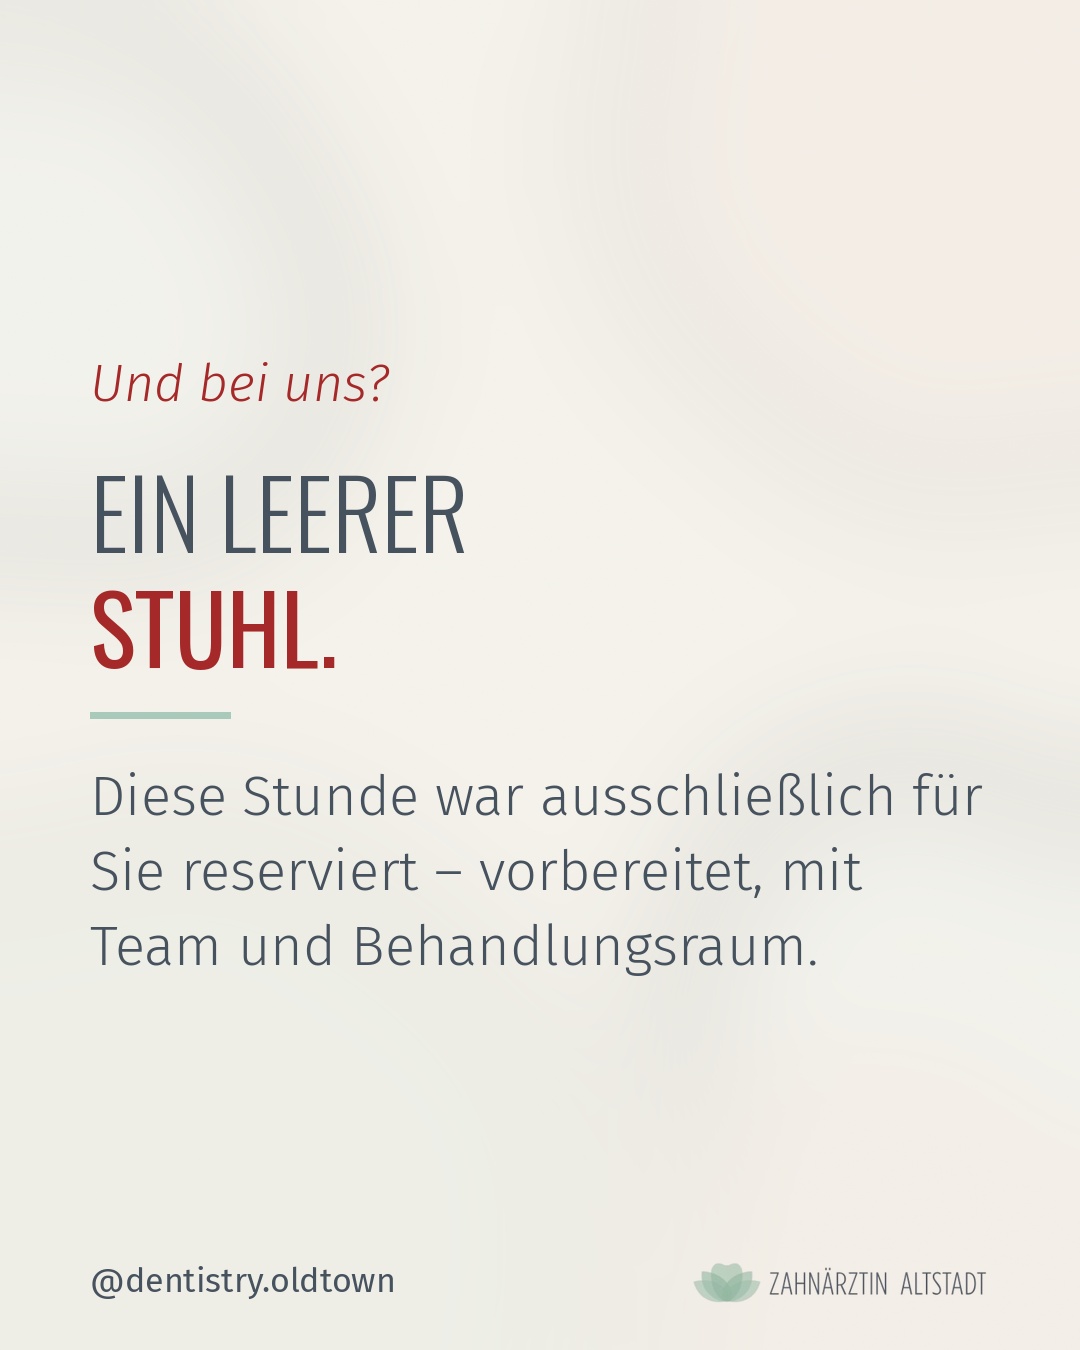 Und bei uns?
EIN LEERER
STUHL.
Diese Stunde war ausschließlich für
Sie reserviert – vorbereitet, mit
Team und Behandlungsraum.
@dentistry.oldtown
ZAHNÄRZTIN ALTSTADT